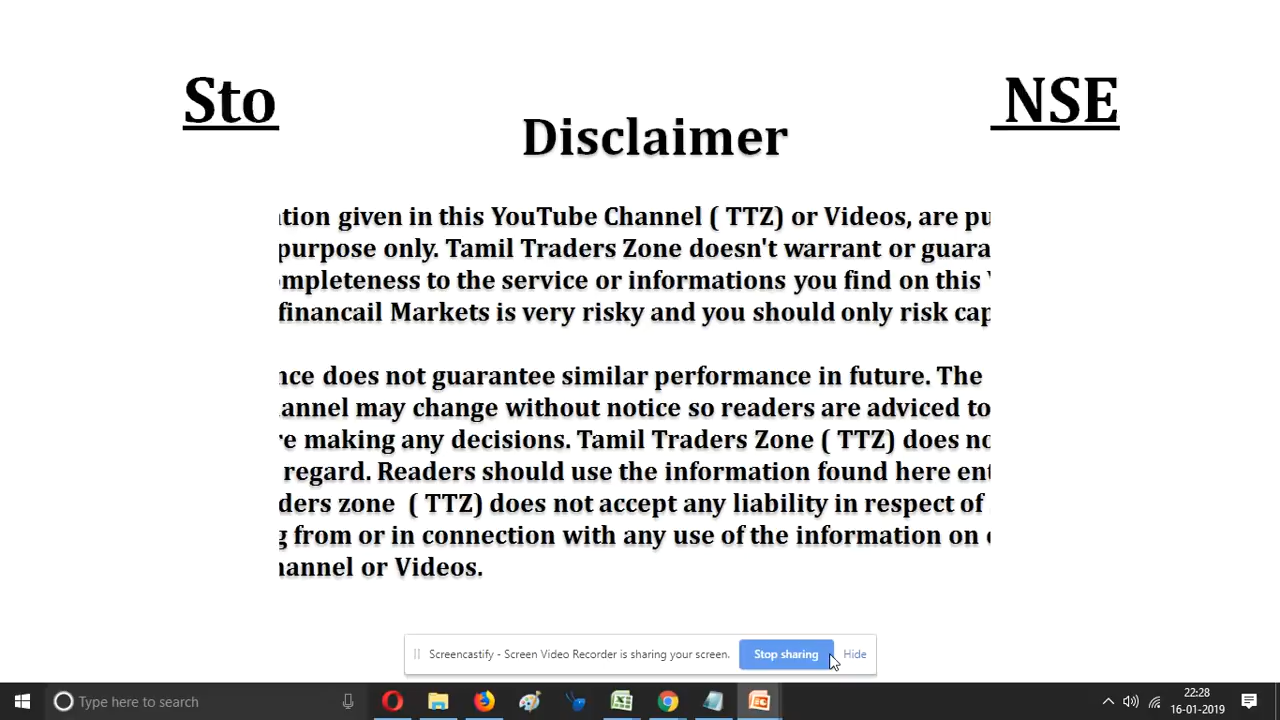 Sto NSE
Disclaimer
tion given in this YouTube Channel ( TTZ) or Videos, are pu
purpose only. Tamil Traders Zone doesn't warrant or guara
mpleteness to the service or informations you find on this
financail Markets is very risky and you should only risk cap
nce does not guarantee similar performance in future. The
annel may change without notice so readers are adviced to
re making any decisions. Tamil Traders Zone ( TTZ) does no
regard. Readers should use the information found here ent
ders zone ( TTZ) does not accept any liability in respect of
g from or in connection with any use of the information on
hannel or Videos.
Screencastify - Screen Video Recorder is sharing your screen. Stop sharing Hide
Type here to search
22:28
16-01-2019